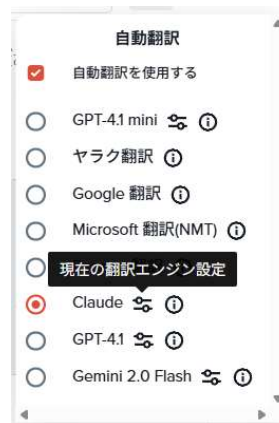 自動翻訳
自動翻訳を使用する
GPT-4.1 mini
ヤラク翻訳
Google 翻訳
Microsoft 翻訳(NMT)
現在の翻訳エンジン設定
Claude
GPT-4.1
Gemini 2.0 Flash